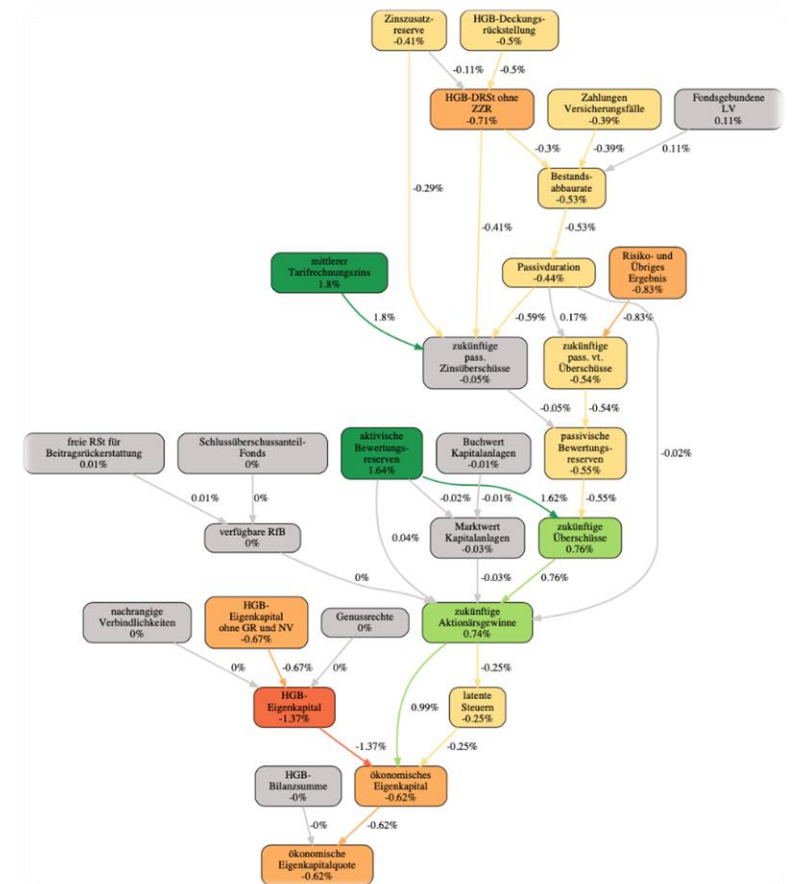 Zinszusatz-
reserve
-0.41%
HGB-Deckungs-
rückstellung
-0.5%
-0.11%
-0.5%
HGB-DRSt ohne
ZZR
-0.71%
Zahlungen
Versicherungsfälle
-0.39%
Fondsgebundene
LV
0.11%
-0.3%
-0.39%
0.11%
Bestands-
abbaurate
-0.53%
-0.29%
-0.41%
-0.53%
mittlerer
Tarifrechnungszins
1.8%
Passivduration
-0.44%
Risiko- und
Übriges
Ergebnis
-0.83%
1.8%
-0.59%
0.17%
-0.83%
zukünftige
pass.
Zinsüberschüsse
-0.05%
zukünftige
pass. vt.
Überschüsse
-0.54%
-0.05%
-0.54%
-0.02%
freie RSt für
Beitragsrückerstattung
0.01%
Schlussüberschussanteil-
Fonds
0%
aktivische
Bewertungs-
reserven
1.64%
Buchwert
Kapitalanlagen
-0.01%
passivische
Bewertungs-
reserven
-0.55%
0.01%
0%
-0.02%
-0.01%
1.62%
-0.55%
verfügbare RfB
0%
0.04%
Marktwert
Kapitalanlagen
-0.03%
zukünftige
Überschüsse
0.76%
0%
-0.03%
0.76%
nachrangige
Verbindlichkeiten
0%
HGB-
Eigenkapital
ohne GR und NV
-0.67%
Genussrechte
0%
zukünftige
Aktionärsgewinne
0.74%
0%
-0.67%
0%
-0.25%
HGB-
Eigenkapital
-1.37%
0.99%
latente
Steuern
-0.25%
-1.37%
-0.25%
HGB-
Bilanzsumme
-0%
ökonomisches
Eigenkapital
-0.62%
-0%
-0.62%
ökonomische
Eigenkapitalquote
-0.62%